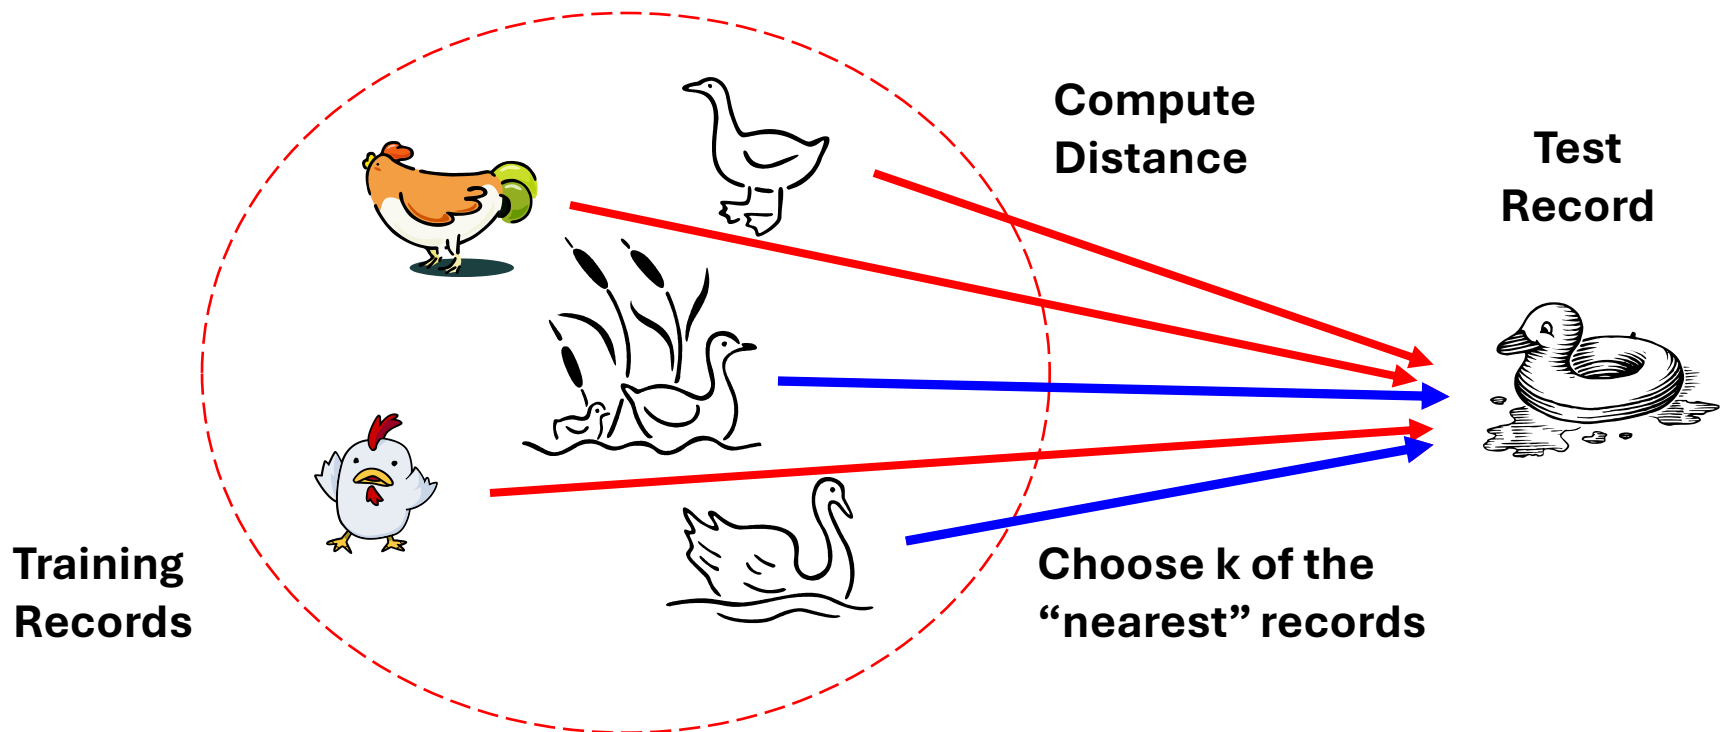 Compute
Distance
Test
Record
Training
Records
Choose k of the
“nearest” records